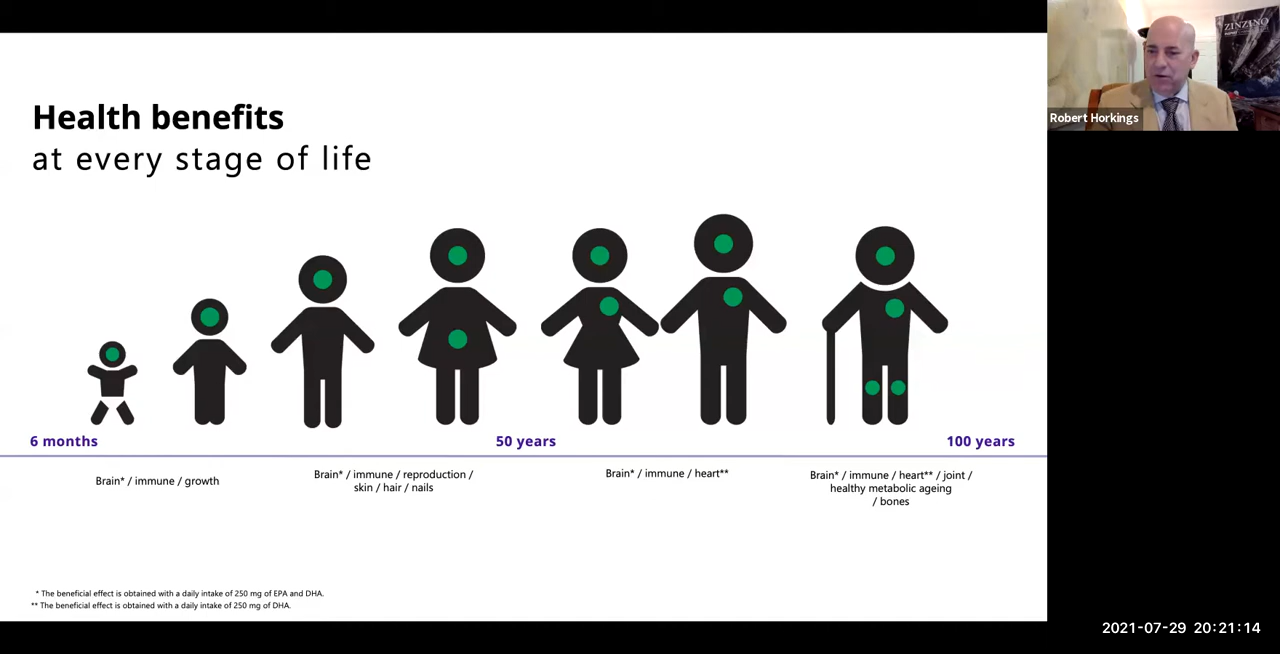 Health benefits
at every stage of life
ZINZINO
Robert Horkings
6 months
50 years
100 years
Brain* / immune / growth
Brain* / immune / reproduction /
skin / hair / nails
Brain* / immune / heart**
Brain* / immune / heart** / joint /
healthy metabolic ageing
/ bones
* The beneficial effect is obtained with a daily intake of 250 mg of EPA and DHA.
** The beneficial effect is obtained with a daily intake of 250 mg of DHA.
2021-07-29 20:21:14